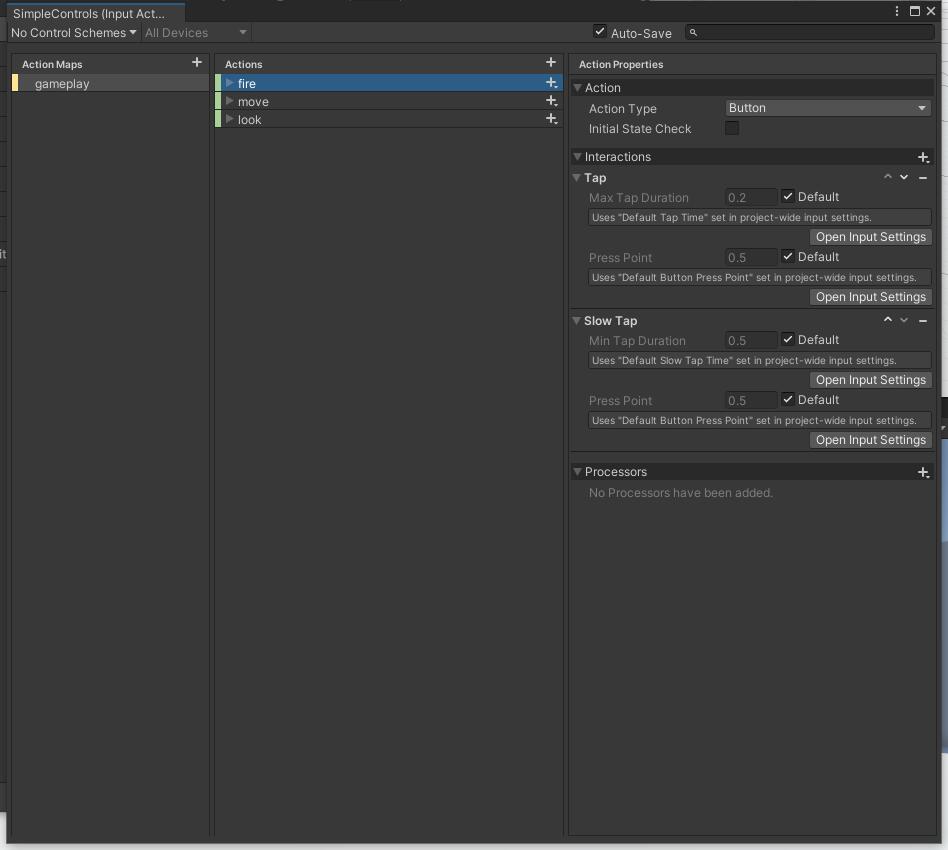 SimpleControls (Input Act...
No Control Schemes All Devices Auto-Save
Action Maps Actions Action Properties
gameplay fire Action
move Action Type Button
look Initial State Check
Interactions
Tap
Max Tap Duration 0.2 Default
Uses "Default Tap Time" set in project-wide input settings.
Open Input Settings
Press Point 0.5 Default
Uses "Default Button Press Point" set in project-wide input settings.
Open Input Settings
Slow Tap
Min Tap Duration 0.5 Default
Uses "Default Slow Tap Time" set in project-wide input settings.
Open Input Settings
Press Point 0.5 Default
Uses "Default Button Press Point" set in project-wide input settings.
Open Input Settings
Processors
No Processors have been added.